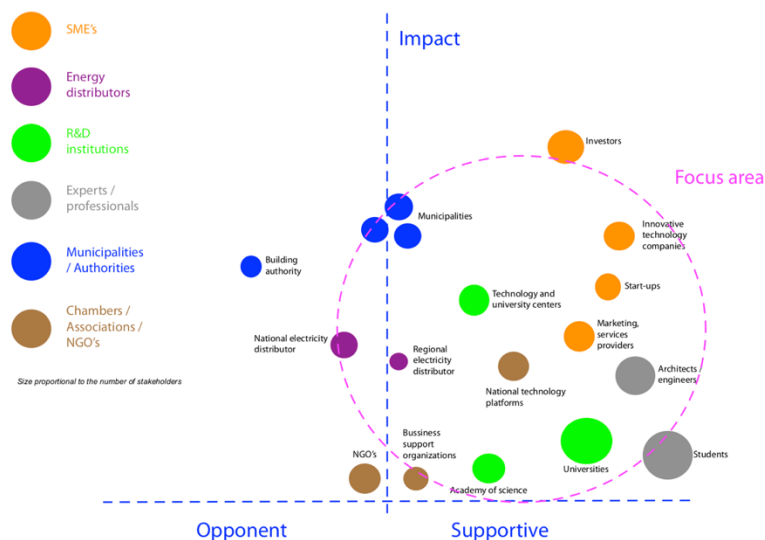 SME's
Energy
distributors
R&D
institutions
Experts /
professionals
Municipalities
/ Authorities
Chambers /
Associations /
NGO's
Size proportional to the number of stakeholders
Impact
Investors
Focus area
Municipalities
Innovative
technology
companies
Building
authority
Start-ups
Technology and
university centers
National electricity
distributor
Regional
electricity
distributor
Marketing,
services
providers
Architects /
engineers
National technology
platforms
NGO's
Bussiness
support
organizations
Academy of science
Universities
Students
Opponent
Supportive